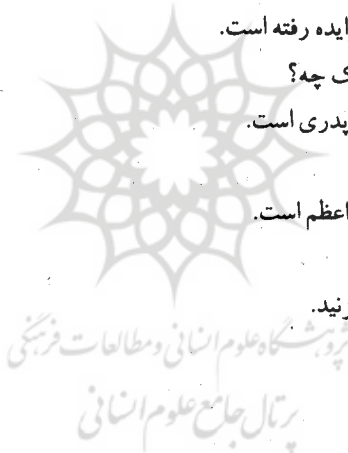 ایده رفته است.
ک چه؟
پدری است.
اعظم است.
رنید.
پژوهشگاه علوم انسانی و مطالعات فرهنگی
پرتال جامع علوم انسانی